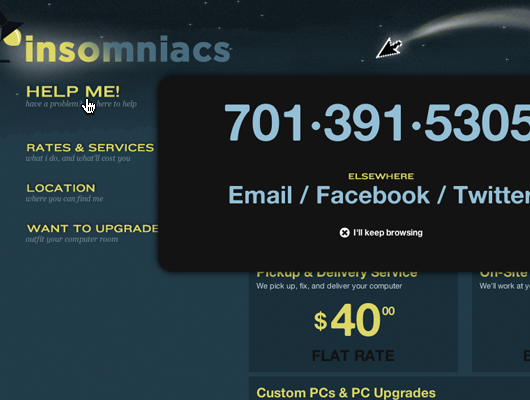 insomniacs
HELP ME!
have a problem? here to help
RATES & SERVICES
what i do, and what'll cost you
LOCATION
where you can find me
WANT TO UPGRADE
outfit your computer room
701·391·5305
ELSEWHERE
Email / Facebook / Twitter
I'll keep browsing
Pickup & Delivery Service
We pick up, fix, and deliver your computer
$40 00
FLAT RATE
On-Site
We'll work at
Custom PCs & PC Upgrades